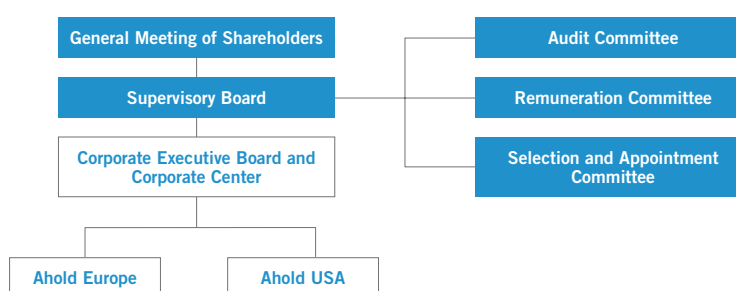 General Meeting of Shareholders
Audit Committee
Supervisory Board
Remuneration Committee
Corporate Executive Board and
Corporate Center
Selection and Appointment
Committee
Ahold Europe
Ahold USA